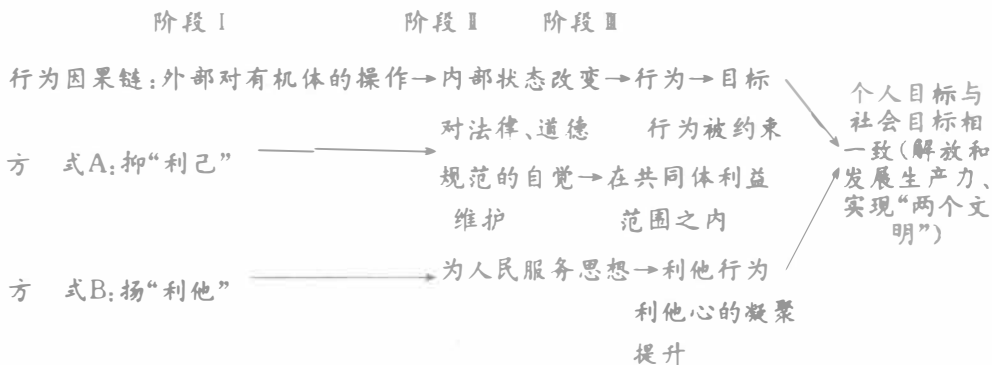 阶段Ⅰ 阶段Ⅱ 阶段Ⅲ
行为因果链:外部对有机体的操作→内部状态改变→行为→目标
方 式A:抑“利己”
对法律、道德
规范的自觉→
维护
行为被约束
在共同体利益
范围之内
方 式B:扬“利他”
为人民服务思想→利他行为
利他心的凝聚
提升
个人目标与
社会目标相
一致(解放和
发展生产力、
实现“两个文
明”)